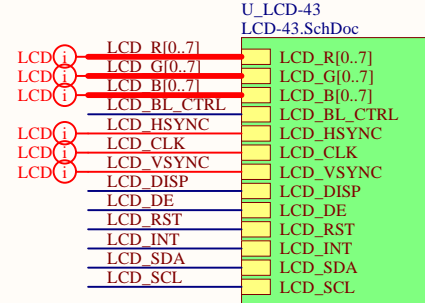 U_LCD-43
LCD-43.SchDoc
LCD i LCD_R[0..7] LCD_R[0..7]
LCD i LCD_G[0..7] LCD_G[0..7]
LCD i LCD_B[0..7] LCD_B[0..7]
LCD_BL_CTRL LCD_BL_CTRL
LCD i LCD_HSYNC LCD_HSYNC
LCD i LCD_CLK LCD_CLK
LCD i LCD_VSYNC LCD_VSYNC
LCD_DISP LCD_DISP
LCD_DE LCD_DE
LCD_RST LCD_RST
LCD_INT LCD_INT
LCD_SDA LCD_SDA
LCD_SCL LCD_SCL